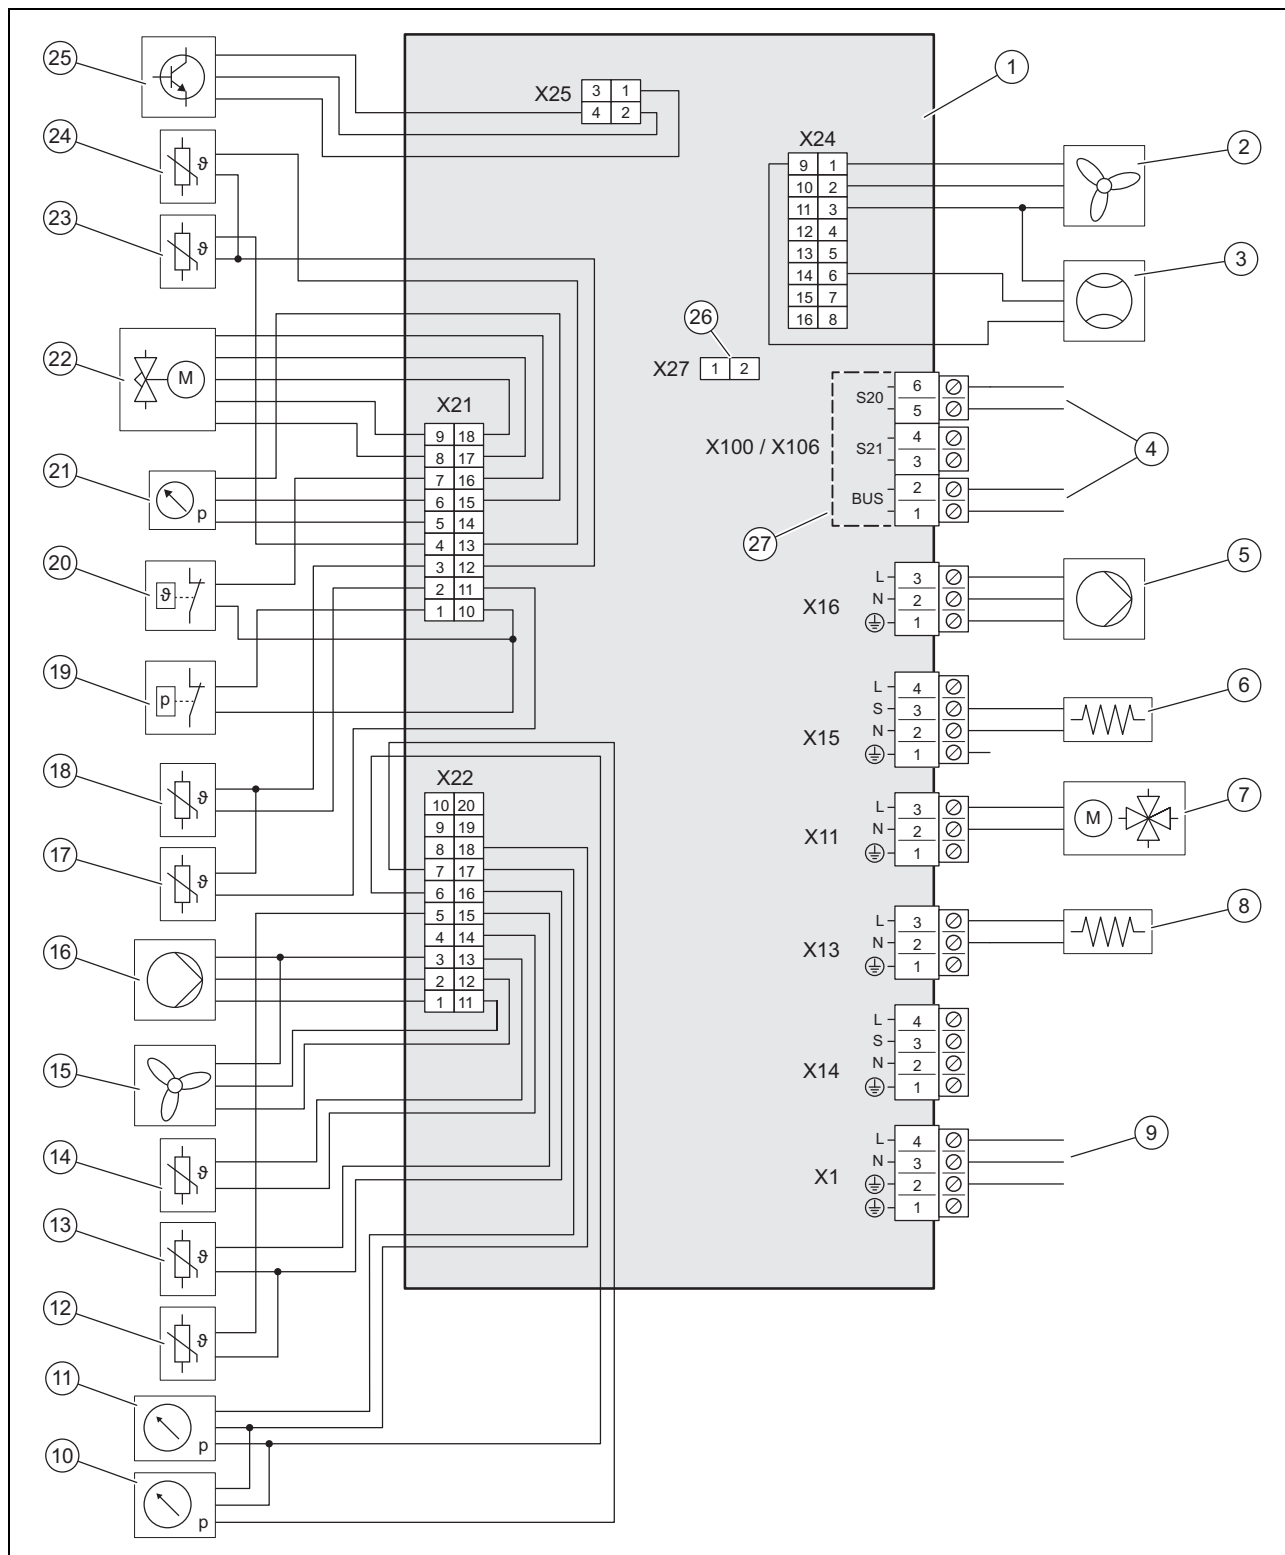 25
X25
3 1
4 2
1
24
ϑ
X24
9 1
10 2
11 3
12 4
13 5
14 6
15 7
16 8
2
23
ϑ
3
26
X27
1 2
22
M
X21
9 18
8 17
7 16
6 15
5 14
4 13
3 12
2 11
1 10
X100 / X106
S20
S21
BUS
6
5
4
3
2
1
4
27
21
p
20
ϑ
5
X16
L
N
3
2
1
19
p
6
X15
L
S
N
4
3
2
1
18
ϑ
X22
10 20
9 19
8 18
7 17
6 16
5 15
4 14
3 13
2 12
1 11
7
X11
L
N
3
2
1
M
17
ϑ
8
X13
L
N
3
2
1
16
X14
L
S
N
4
3
2
1
15
9
X1
L
N
4
3
2
1
14
ϑ
13
ϑ
12
ϑ
11
p
10
p